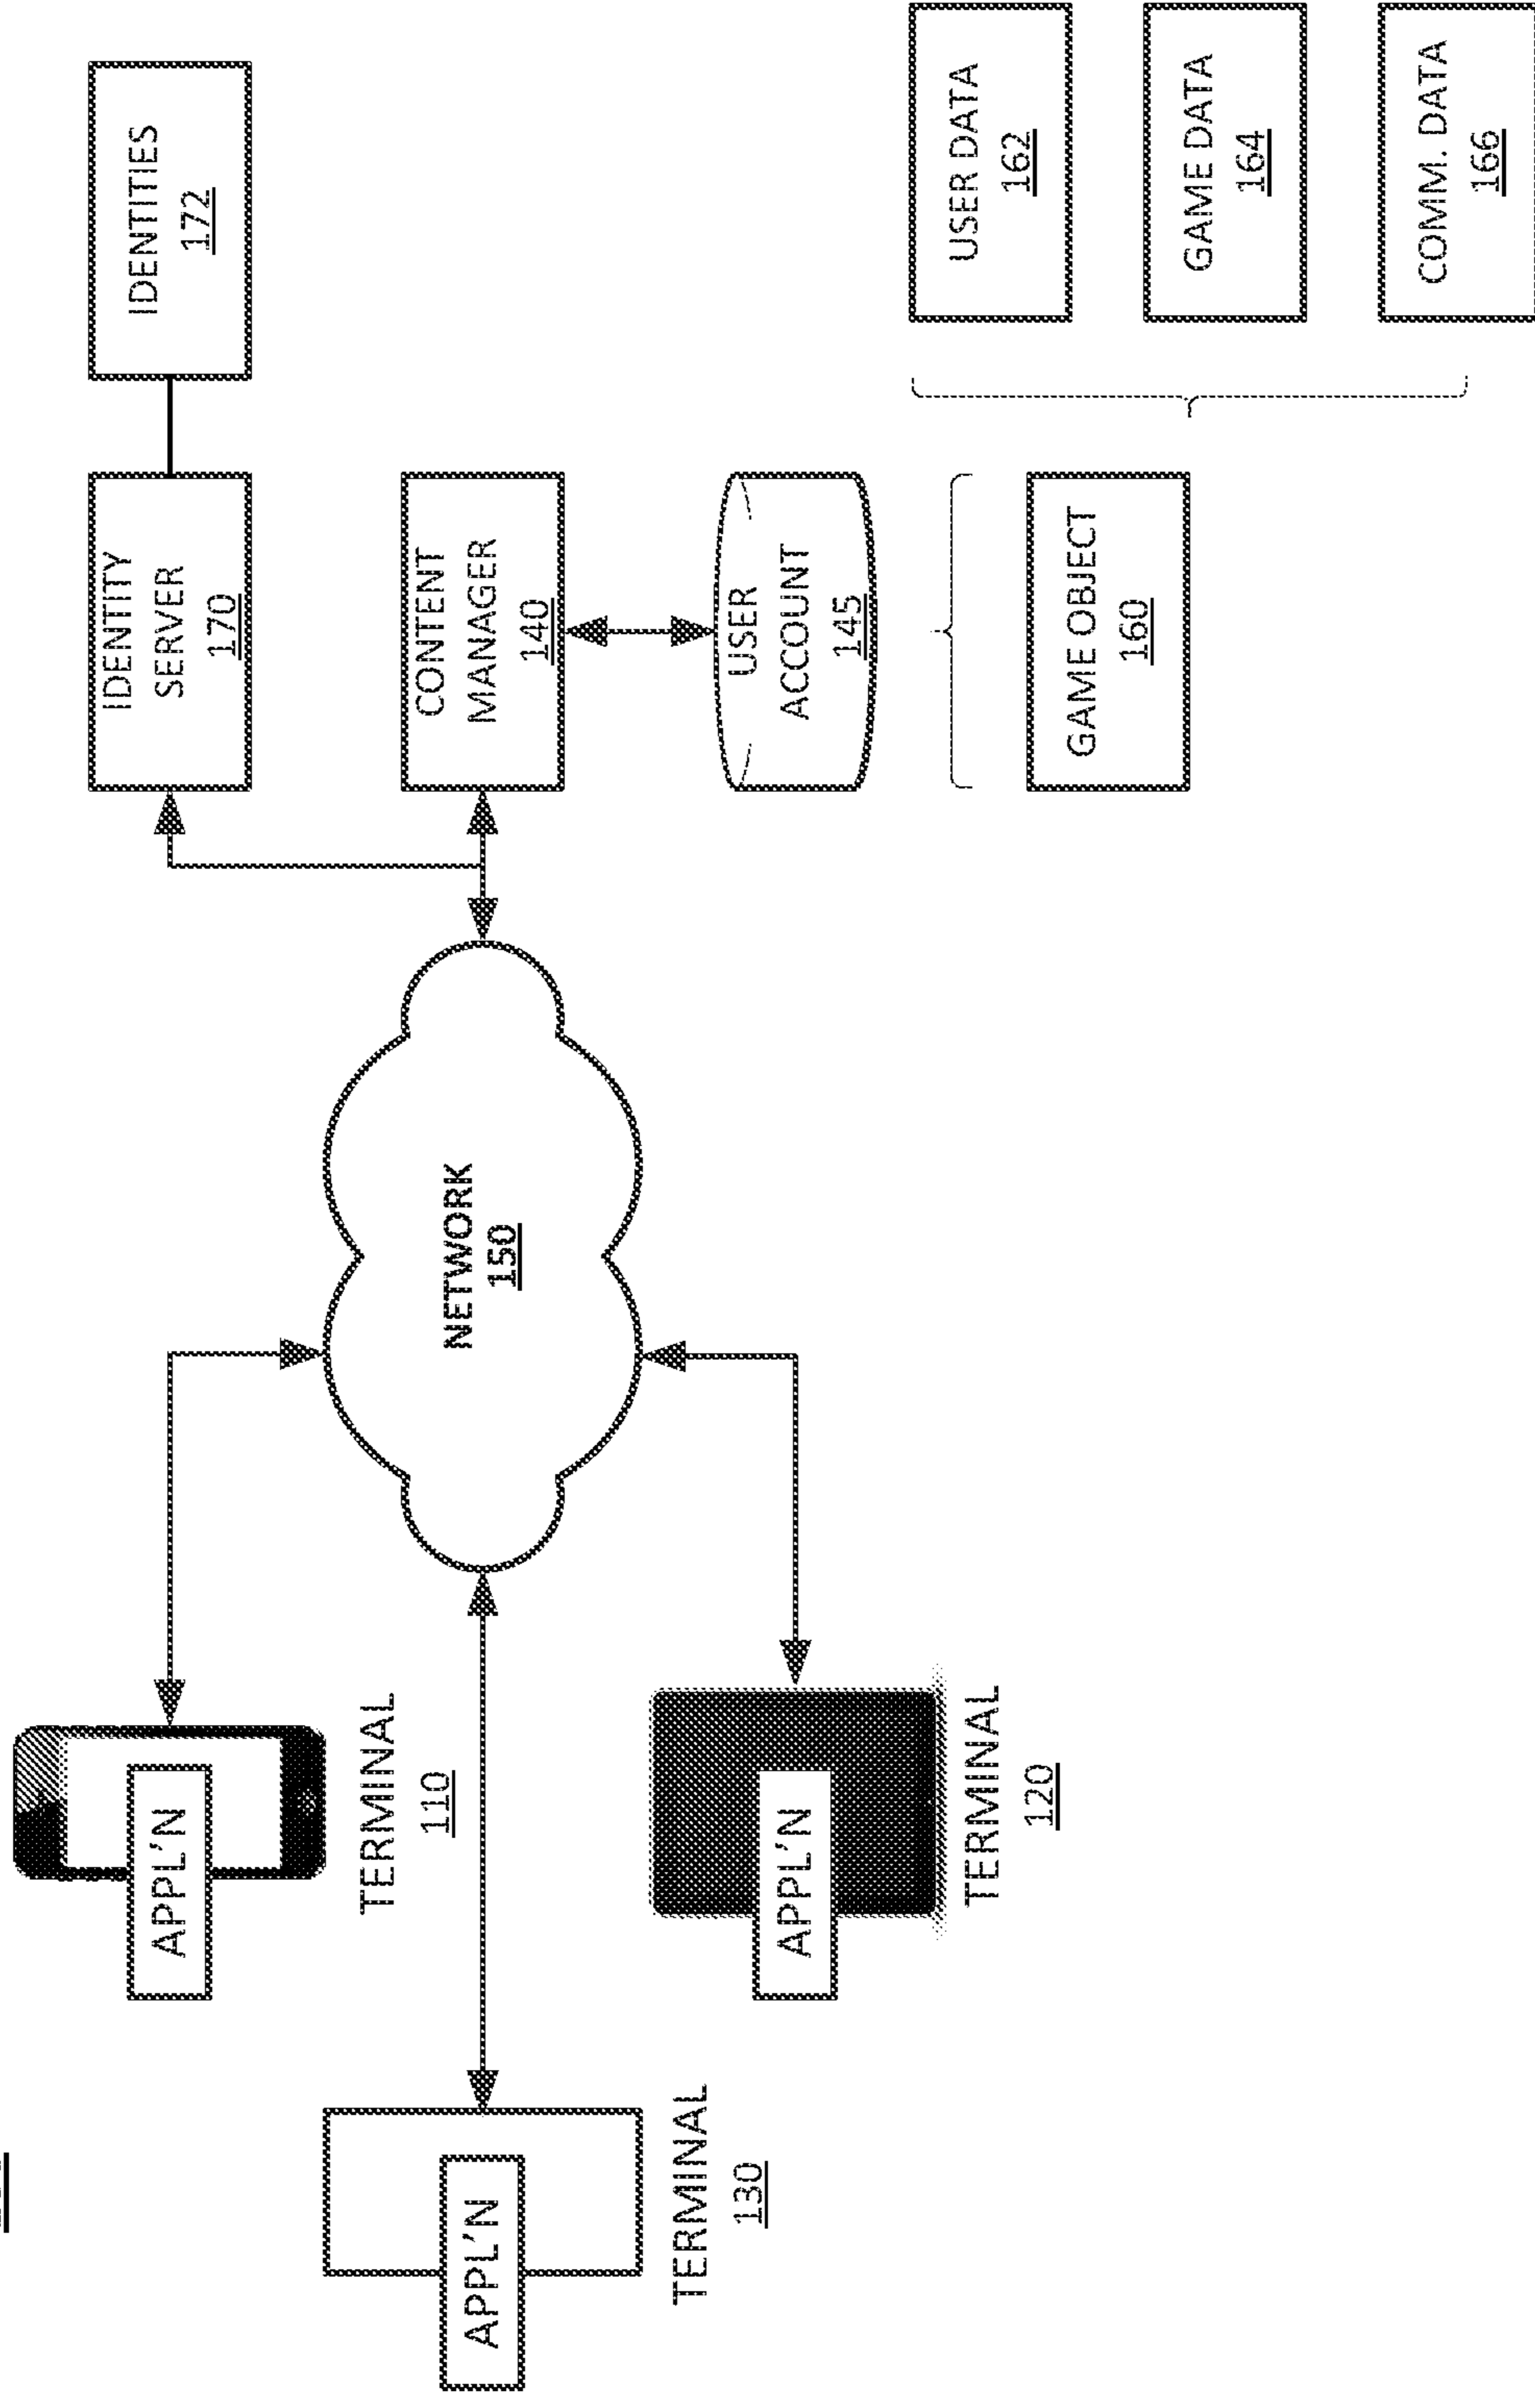 IDENTITIES
172
IDENTITY
SERVER
170
CONTENT
MANAGER
140
USER
ACCOUNT
145
GAME OBJECT
160
USER DATA
162
GAME DATA
164
COMM. DATA
166
NETWORK
150
APPL'N
TERMINAL
110
APPL'N
TERMINAL
130
APPL'N
TERMINAL
120